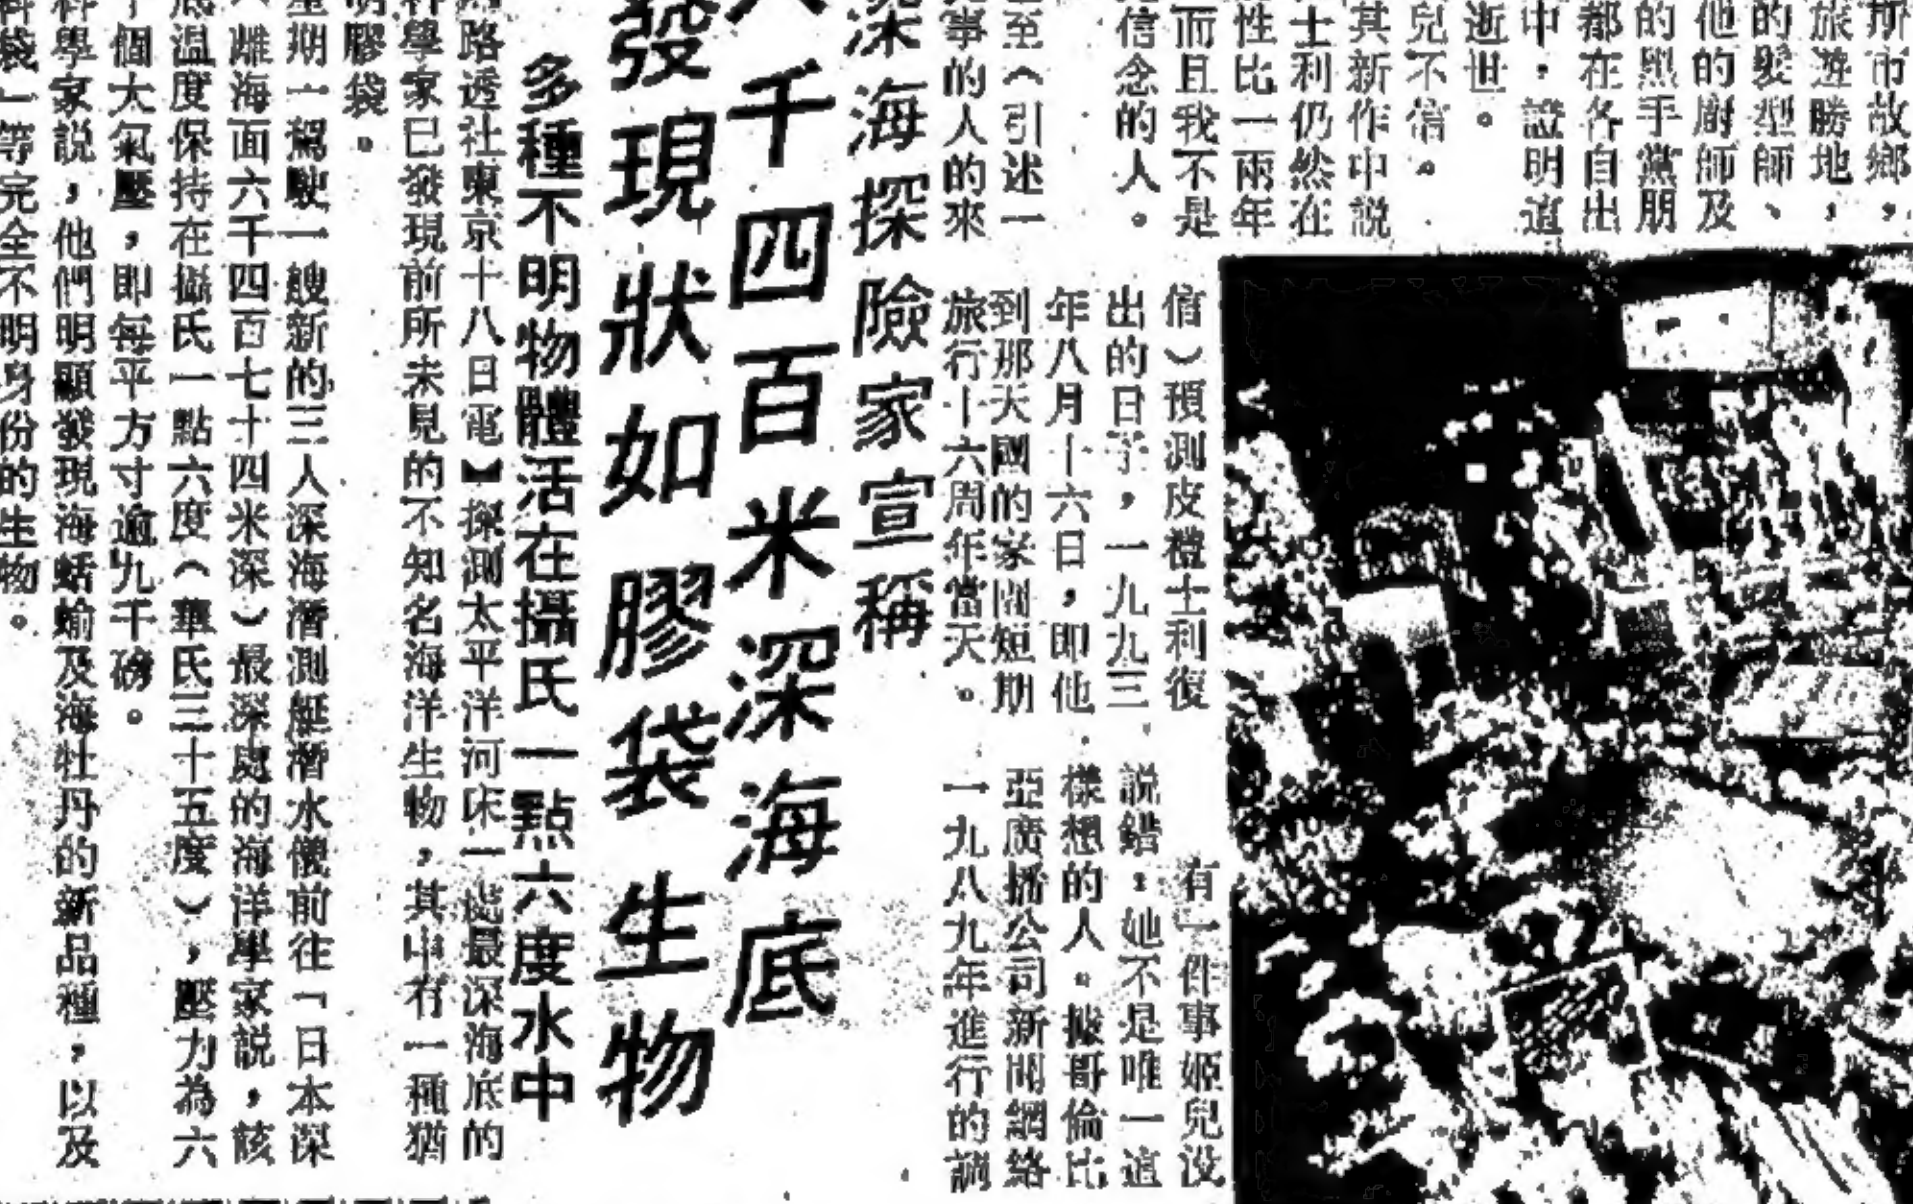 斯市故鄉，
旅遊勝地，
的髮型師、
他的廚師及
的黑手黨朋
都在各自出
中，證明這
逝世。
兒不信。
其新作中説
士利仍然在
性比一兩年
而且我不是
信念的人。
至（引述一
事的人的來
信）預測皮禮士利復
出的日子，一九九三
年八月十六日，即他
到那天國的家園短期
旅行十六周年當天。
有一件事姬兒没
説錯：她不是唯一這
樣想的人。據哥倫比
亞廣播公司新聞網絡
一九八九年進行的調
深海探險家宣稱
六千四百米深海底
發現狀如膠袋生物
多種不明物體活在攝氏一點六度水中
路透社東京十八日電】探測太平洋河床一處最深海底的
科學家已發現前所未見的不知名海洋生物，其中有一種猶
明膠袋。
星期一駕駛一艘新的三人深海潛測艇潛水儀前往「日本深
離海面六千四百七十四米深）最深處的海洋學家説，該
底温度保持在攝氏一點六度（華氏三十五度），壓力為六
個大氣壓，即每平方寸逾九千磅。
科學家説，他們明顯發現海蛞蝓及海牡丹的新品種，以及
料袋」等完全不明身份的生物。